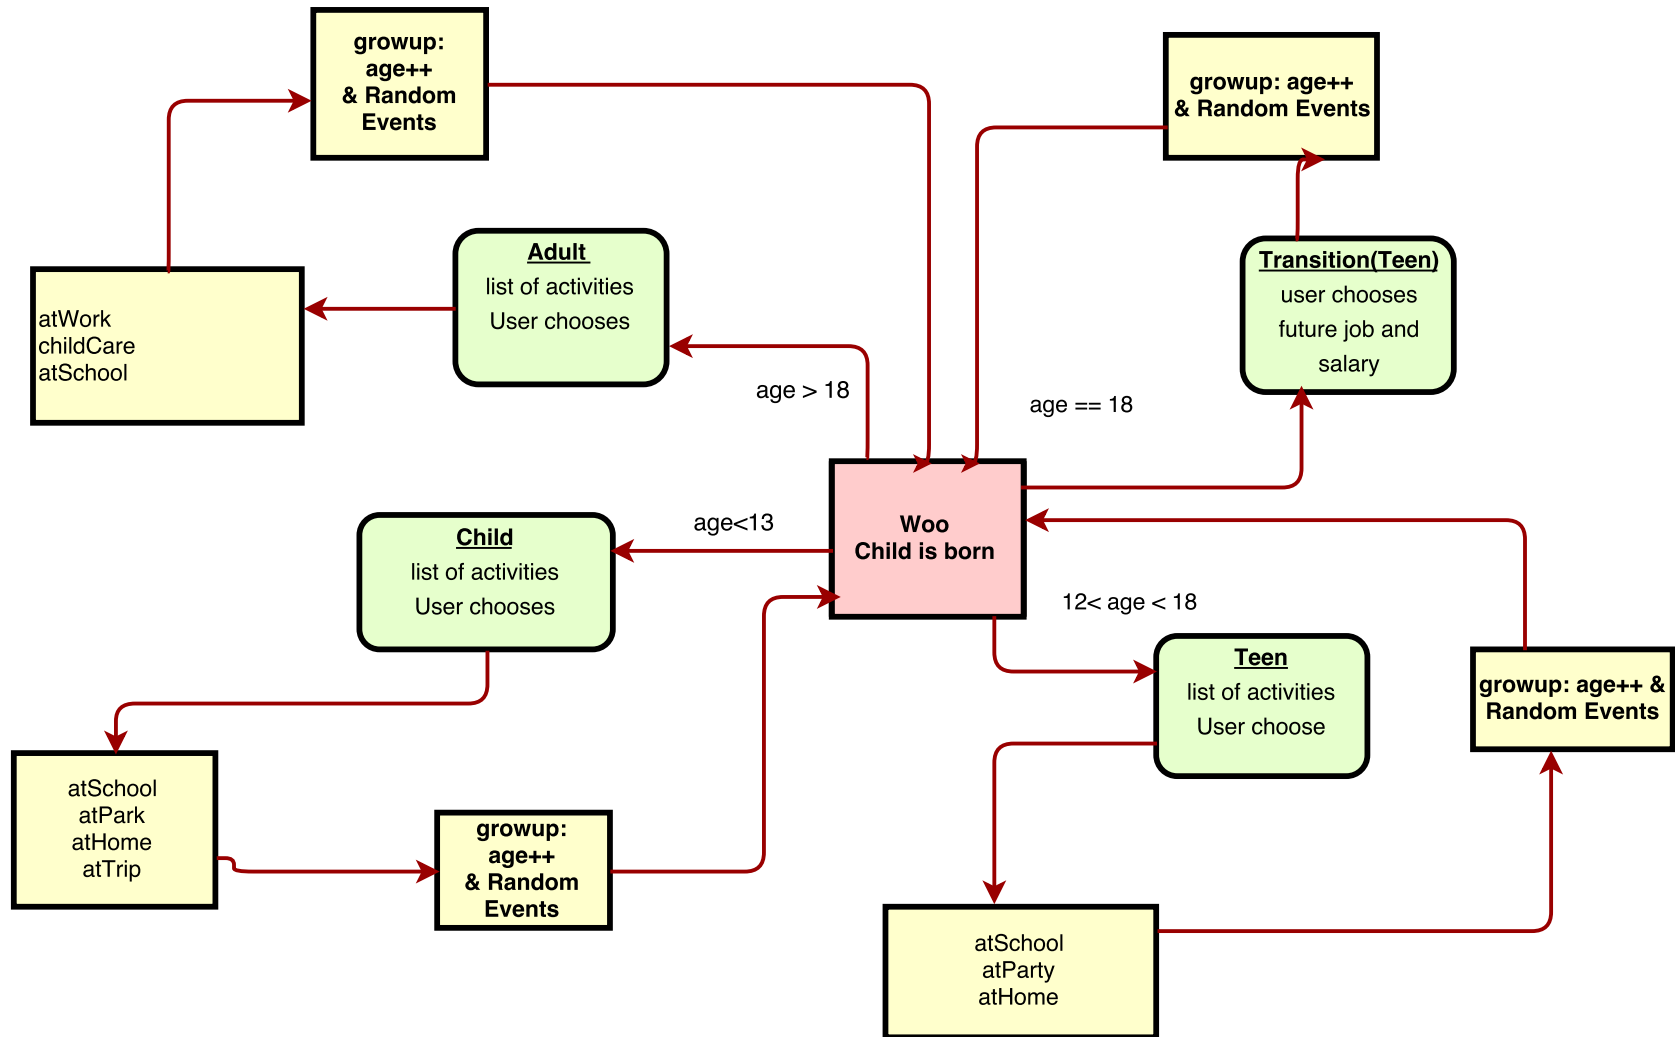 growup:
age++
& Random
Events
growup: age++
& Random Events
Adult
list of activities
User chooses
Transition(Teen)
user chooses
future job and
salary
atWork
childCare
atSchool
age > 18
age == 18
Woo
Child is born
age<13
Child
list of activities
User chooses
12< age < 18
Teen
list of activities
User choose
growup: age++ &
Random Events
atSchool
atPark
atHome
atTrip
growup:
age++
& Random
Events
atSchool
atParty
atHome